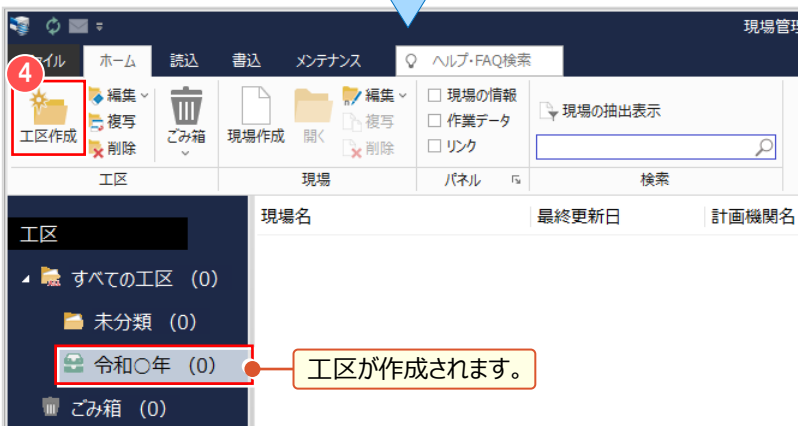 現場管理
ファイル ホーム 読込 書込 メンテナンス ヘルプ・FAQ検索
4
工区作成
編集
複写
削除
ごみ箱
工区
現場作成
開く
編集
複写
削除
現場
現場の情報
作業データ
リンク
パネル
現場の抽出表示
検索
工区
現場名 最終更新日 計画機関名
すべての工区 (0)
未分類 (0)
令和○年 (0)
工区が作成されます。
ごみ箱 (0)